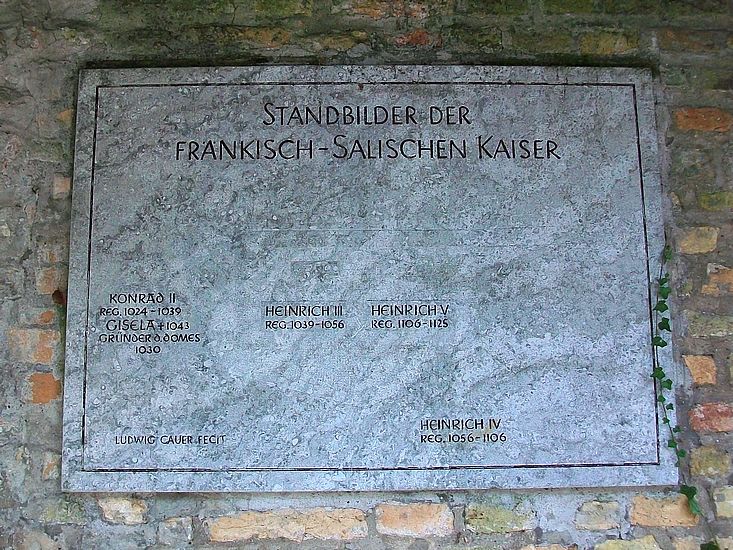 STANDBILDER DER
FRÄNKISCH-SALISCHEN KAISER
KONRAD II
REG. 1024-1039
GISELA + 1043
GRÜNDER D. DOMES
1030
HEINRICH III
REG. 1039-1056
HEINRICH V
REG. 1106-1125
HEINRICH IV
REG. 1056-1106
LUDWIG CAUER FECIT